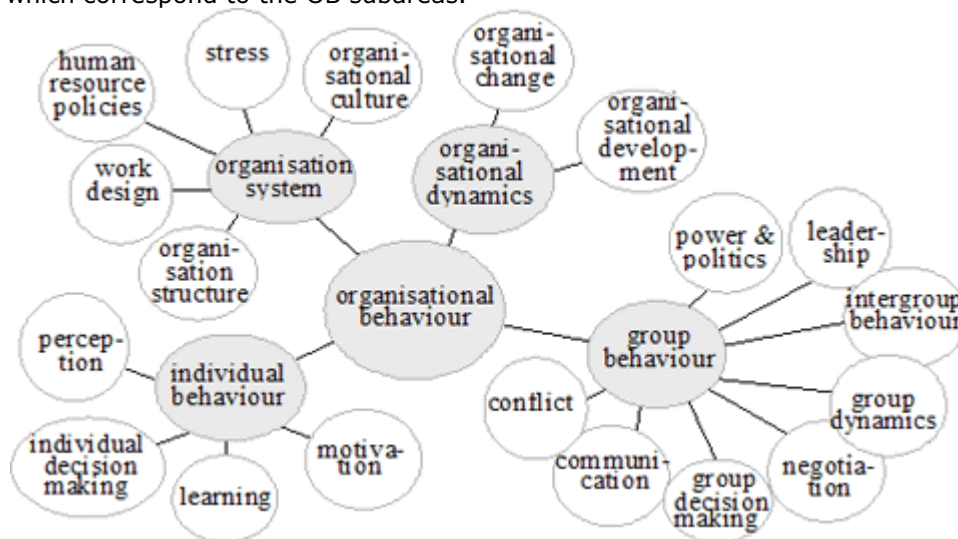 which correspond to the OB subareas.
human
resource
policies
stress
organi-
sational
culture
organi-
sational
change
organi-
sational
develop-
ment
work
design
organisation
system
organi-
sational
dynamics
organi-
sation
structure
power &
politics
leader-
ship
organisational
behaviour
intergroup
behaviour
percep-
tion
individual
behaviour
group
behaviour
conflict
group
dynamics
individual
decision
making
learning
motiva-
tion
communi-
cation
group
decision
making
negotia-
tion